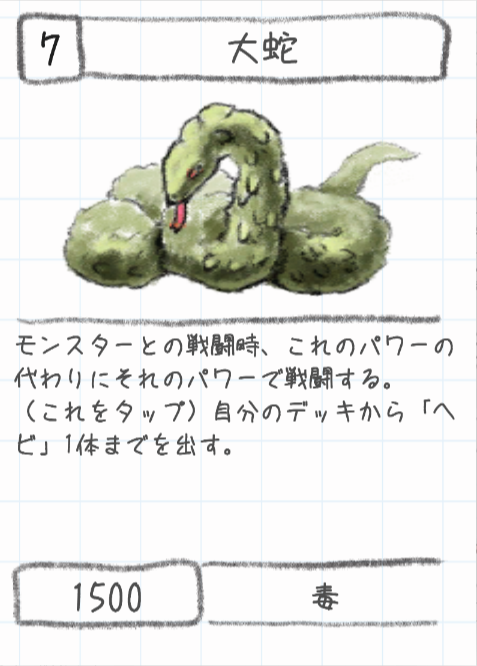 7
大蛇
モンスターとの戦闘時、これのパワーの
代わりにそれのパワーで戦闘する。
（これをタップ）自分のデッキから「ヘ
ビ」1体までを出す。
1500
毒